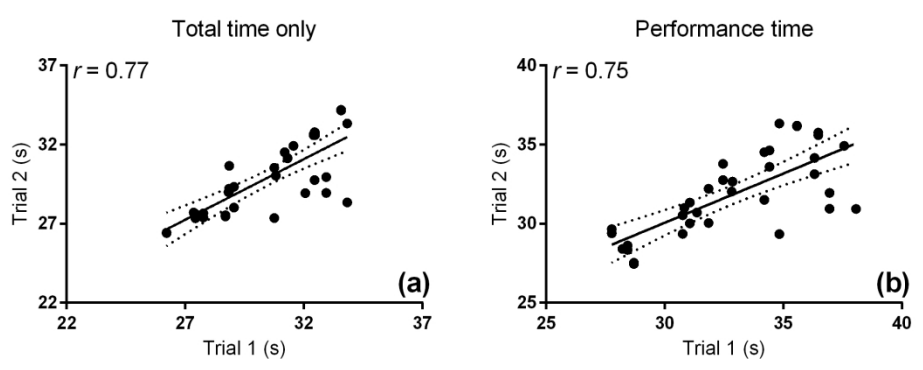 Total time only
r = 0.77
37
32
27
22
Trial 2 (s)
22 27 32 37
Trial 1 (s)
(a)
Performance time
r = 0.75
40
35
30
25
Trial 2 (s)
25 30 35 40
Trial 1 (s)
(b)